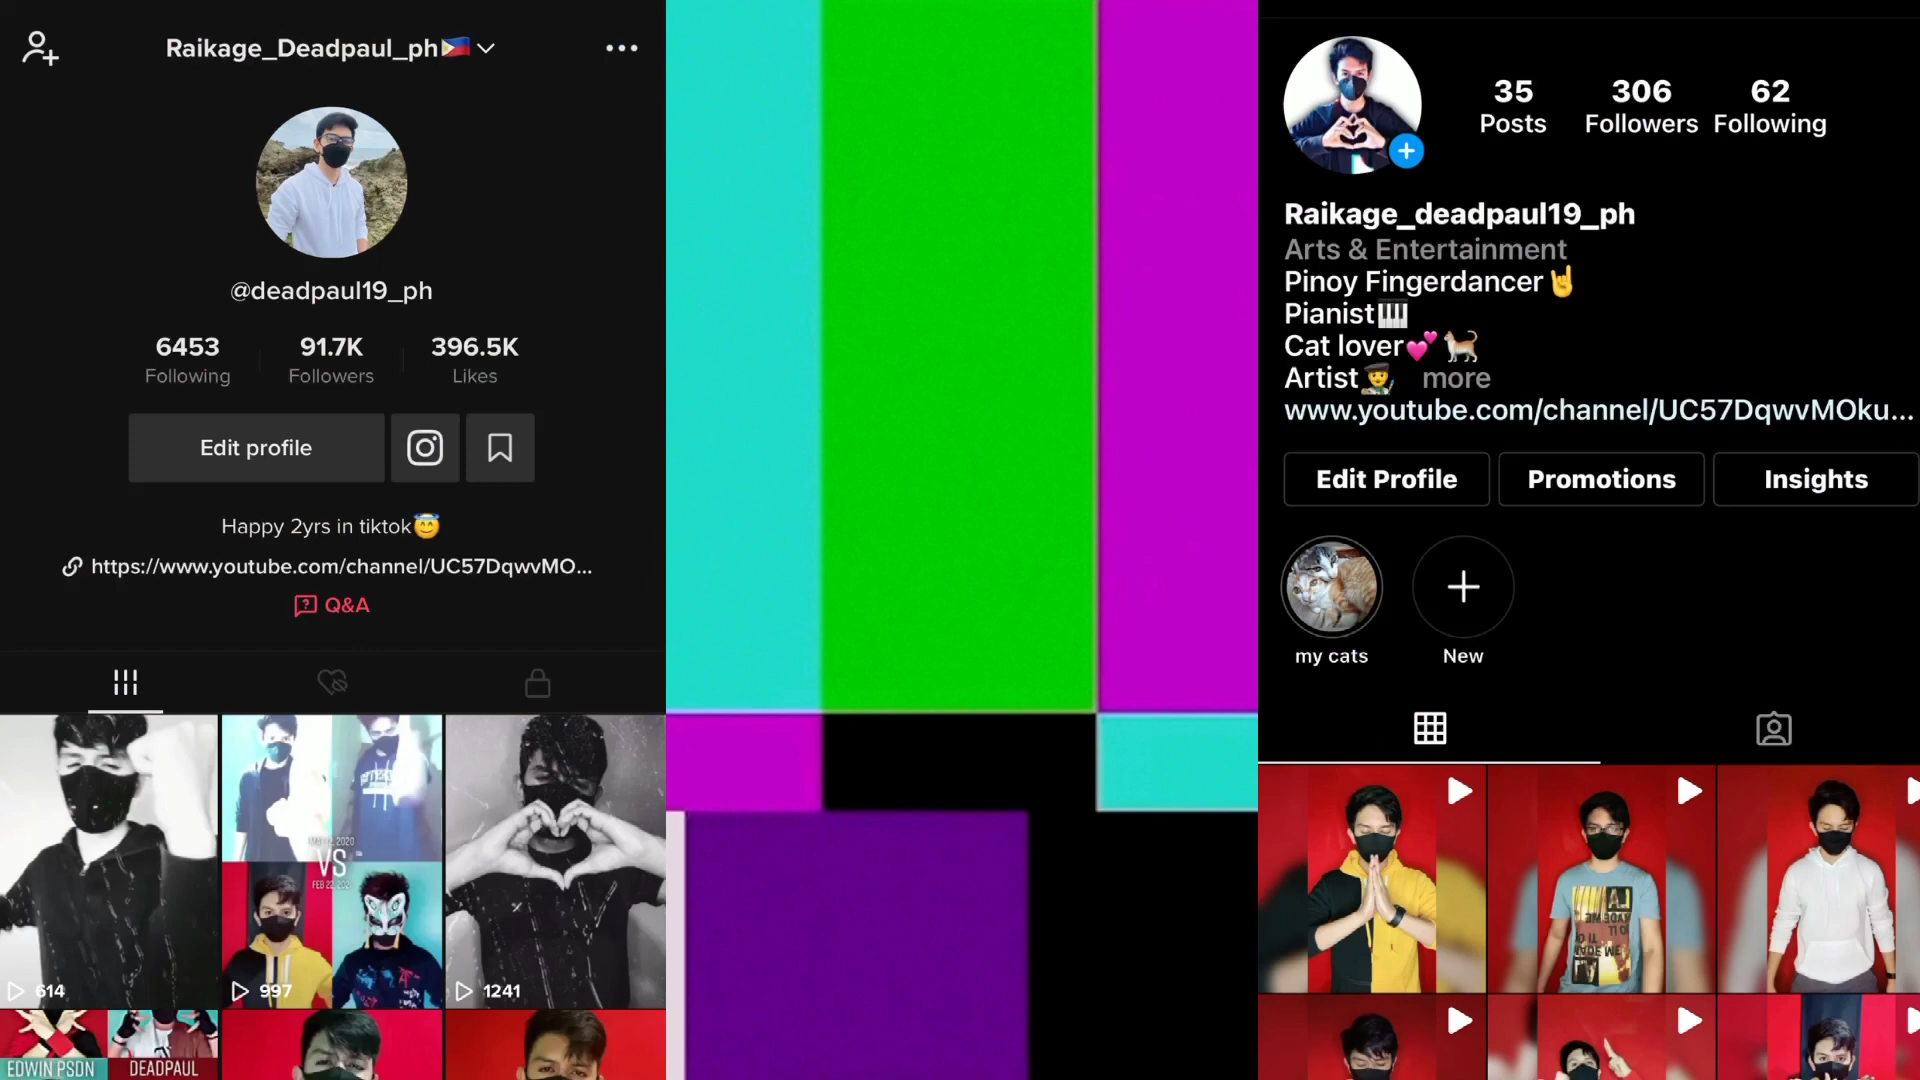 Raikage_Deadpaul_ph🇵🇭
@deadpaul19_ph
6453 91.7K 396.5K
Following Followers Likes
Edit profile
Happy 2yrs in tiktok😇
https://www.youtube.com/channel/UC57DqwvMO...
Q&A
MAY 12, 2020
VS
614 997 1241
EDWIN PSDN DEADPAUL
35 306 62
Posts Followers Following
Raikage_deadpaul19_ph
Arts & Entertainment
Pinoy Fingerdancer🤘
Pianist🎹
Cat lover💕🐈
Artist👨‍🎨 more
www.youtube.com/channel/UC57DqwvMOku...
Edit Profile Promotions Insights
my cats New